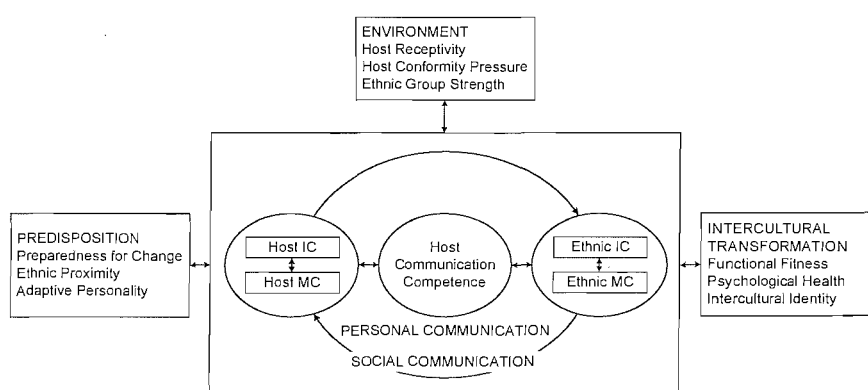 ENVIRONMENT
Host Receptivity
Host Conformity Pressure
Ethnic Group Strength
PREDISPOSITION
Preparedness for Change
Ethnic Proximity
Adaptive Personality
Host IC
Host MC
Host
Communication
Competence
Ethnic IC
Ethnic MC
PERSONAL COMMUNICATION
SOCIAL COMMUNICATION
INTERCULTURAL
TRANSFORMATION
Functional Fitness
Psychological Health
Intercultural Identity